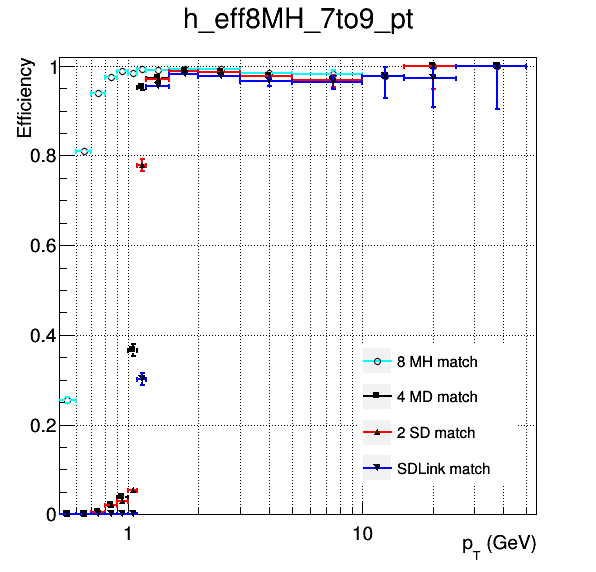 h_eff8MH_7to9_pt
Efficiency
1
0.8
0.6
0.4
0.2
0
8 MH match
4 MD match
2 SD match
SDLink match
1
10
p_T (GeV)